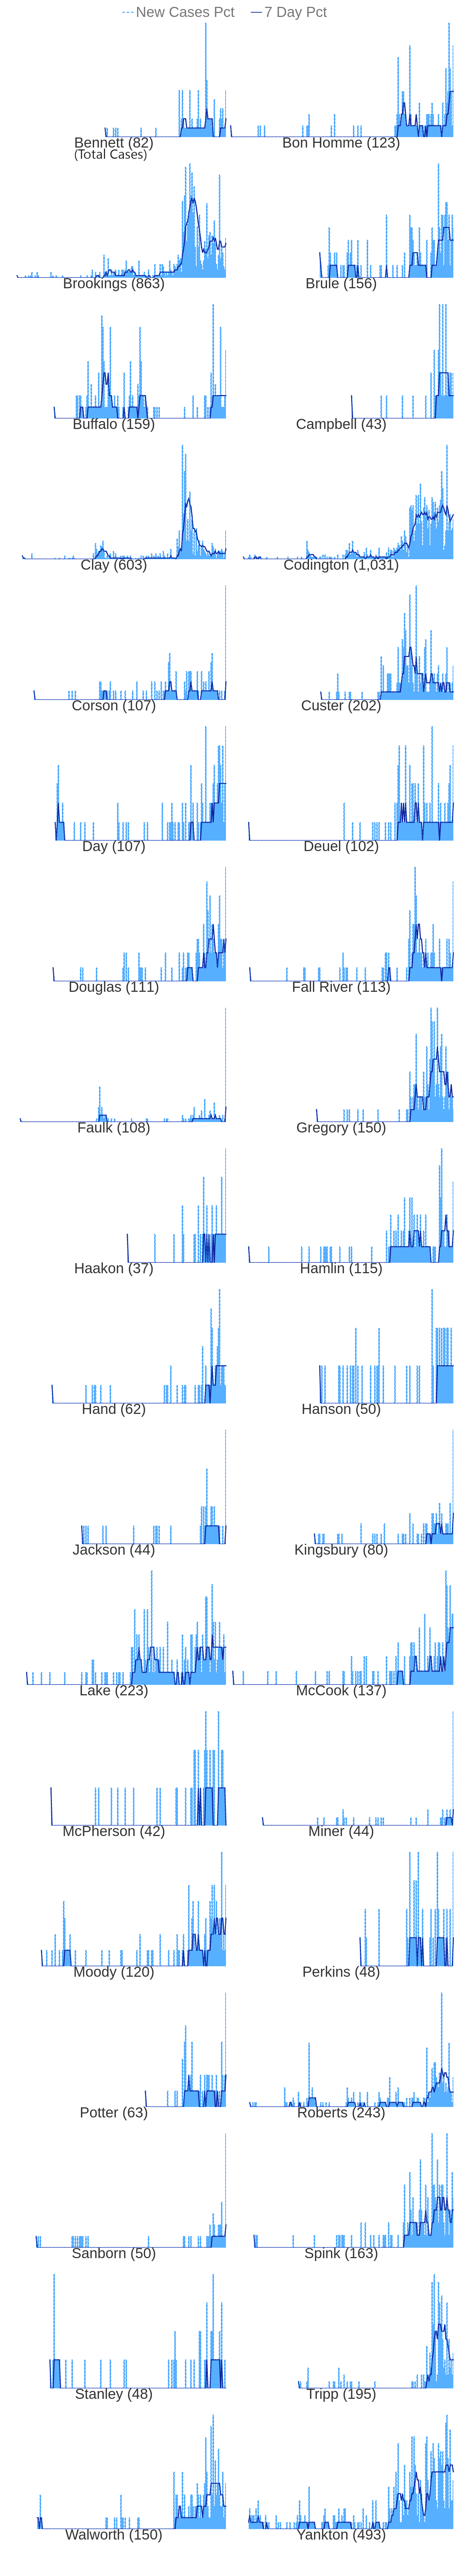 New Cases Pct 7 Day Pct
Bennett (82) Bon Homme (123)
(Total Cases)
Brookings (863) Brule (156)
Buffalo (159) Campbell (43)
Clay (603) Codington (1,031)
Corson (107) Custer (202)
Day (107) Deuel (102)
Douglas (111) Fall River (113)
Faulk (108) Gregory (150)
Haakon (37) Hamlin (115)
Hand (62) Hanson (50)
Jackson (44) Kingsbury (80)
Lake (223) McCook (137)
McPherson (42) Miner (44)
Moody (120) Perkins (48)
Potter (63) Roberts (243)
Sanborn (50) Spink (163)
Stanley (48) Tripp (195)
Walworth (150) Yankton (493)